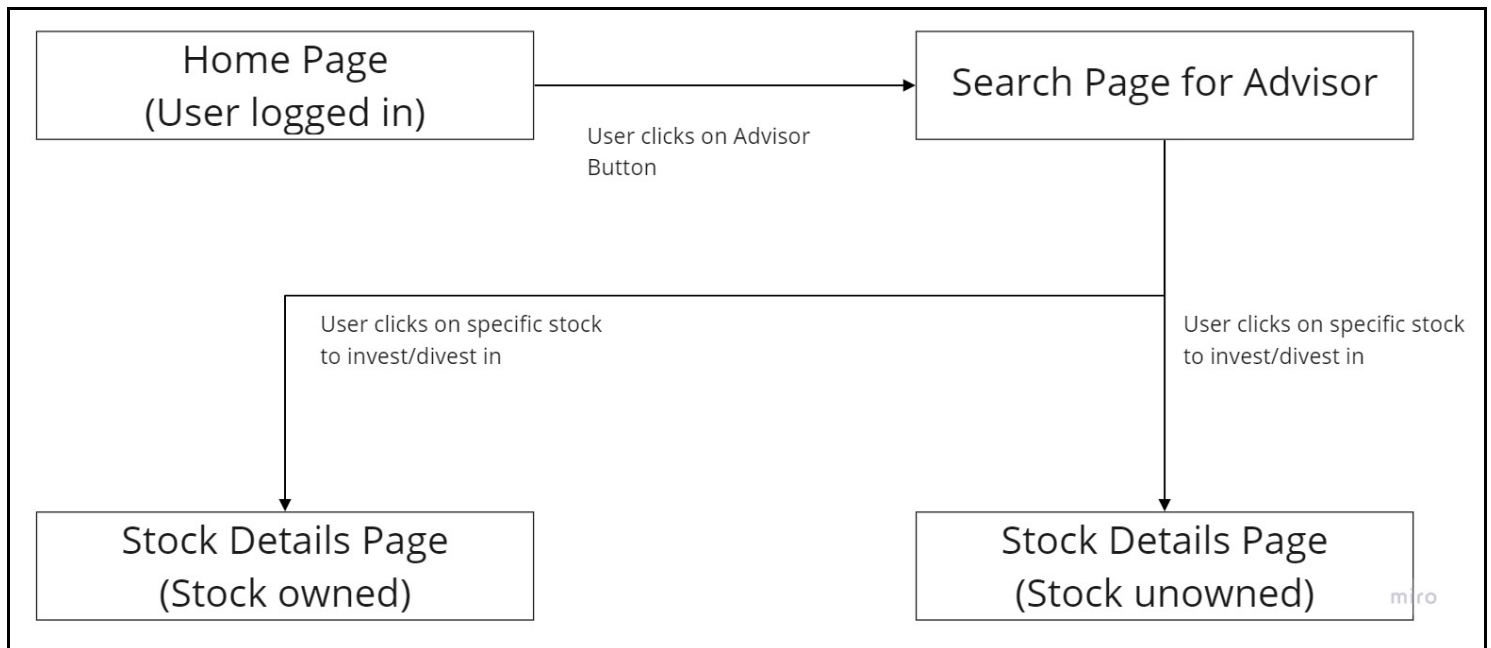 Home Page
(User logged in)
Search Page for Advisor
User clicks on Advisor
Button
User clicks on specific stock
to invest/divest in
User clicks on specific stock
to invest/divest in
Stock Details Page
(Stock owned)
Stock Details Page
(Stock unowned)
miro